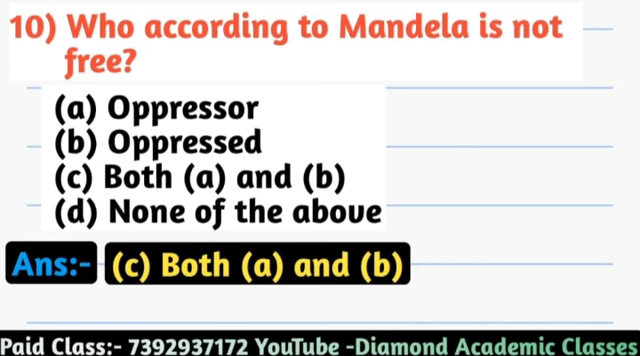 10) Who according to Mandela is not
free?
(a) Oppressor
(b) Oppressed
(c) Both (a) and (b)
(d) None of the above
Ans:- (c) Both (a) and (b)
Paid Class:- 7392937172 YouTube -Diamond Academic Classes